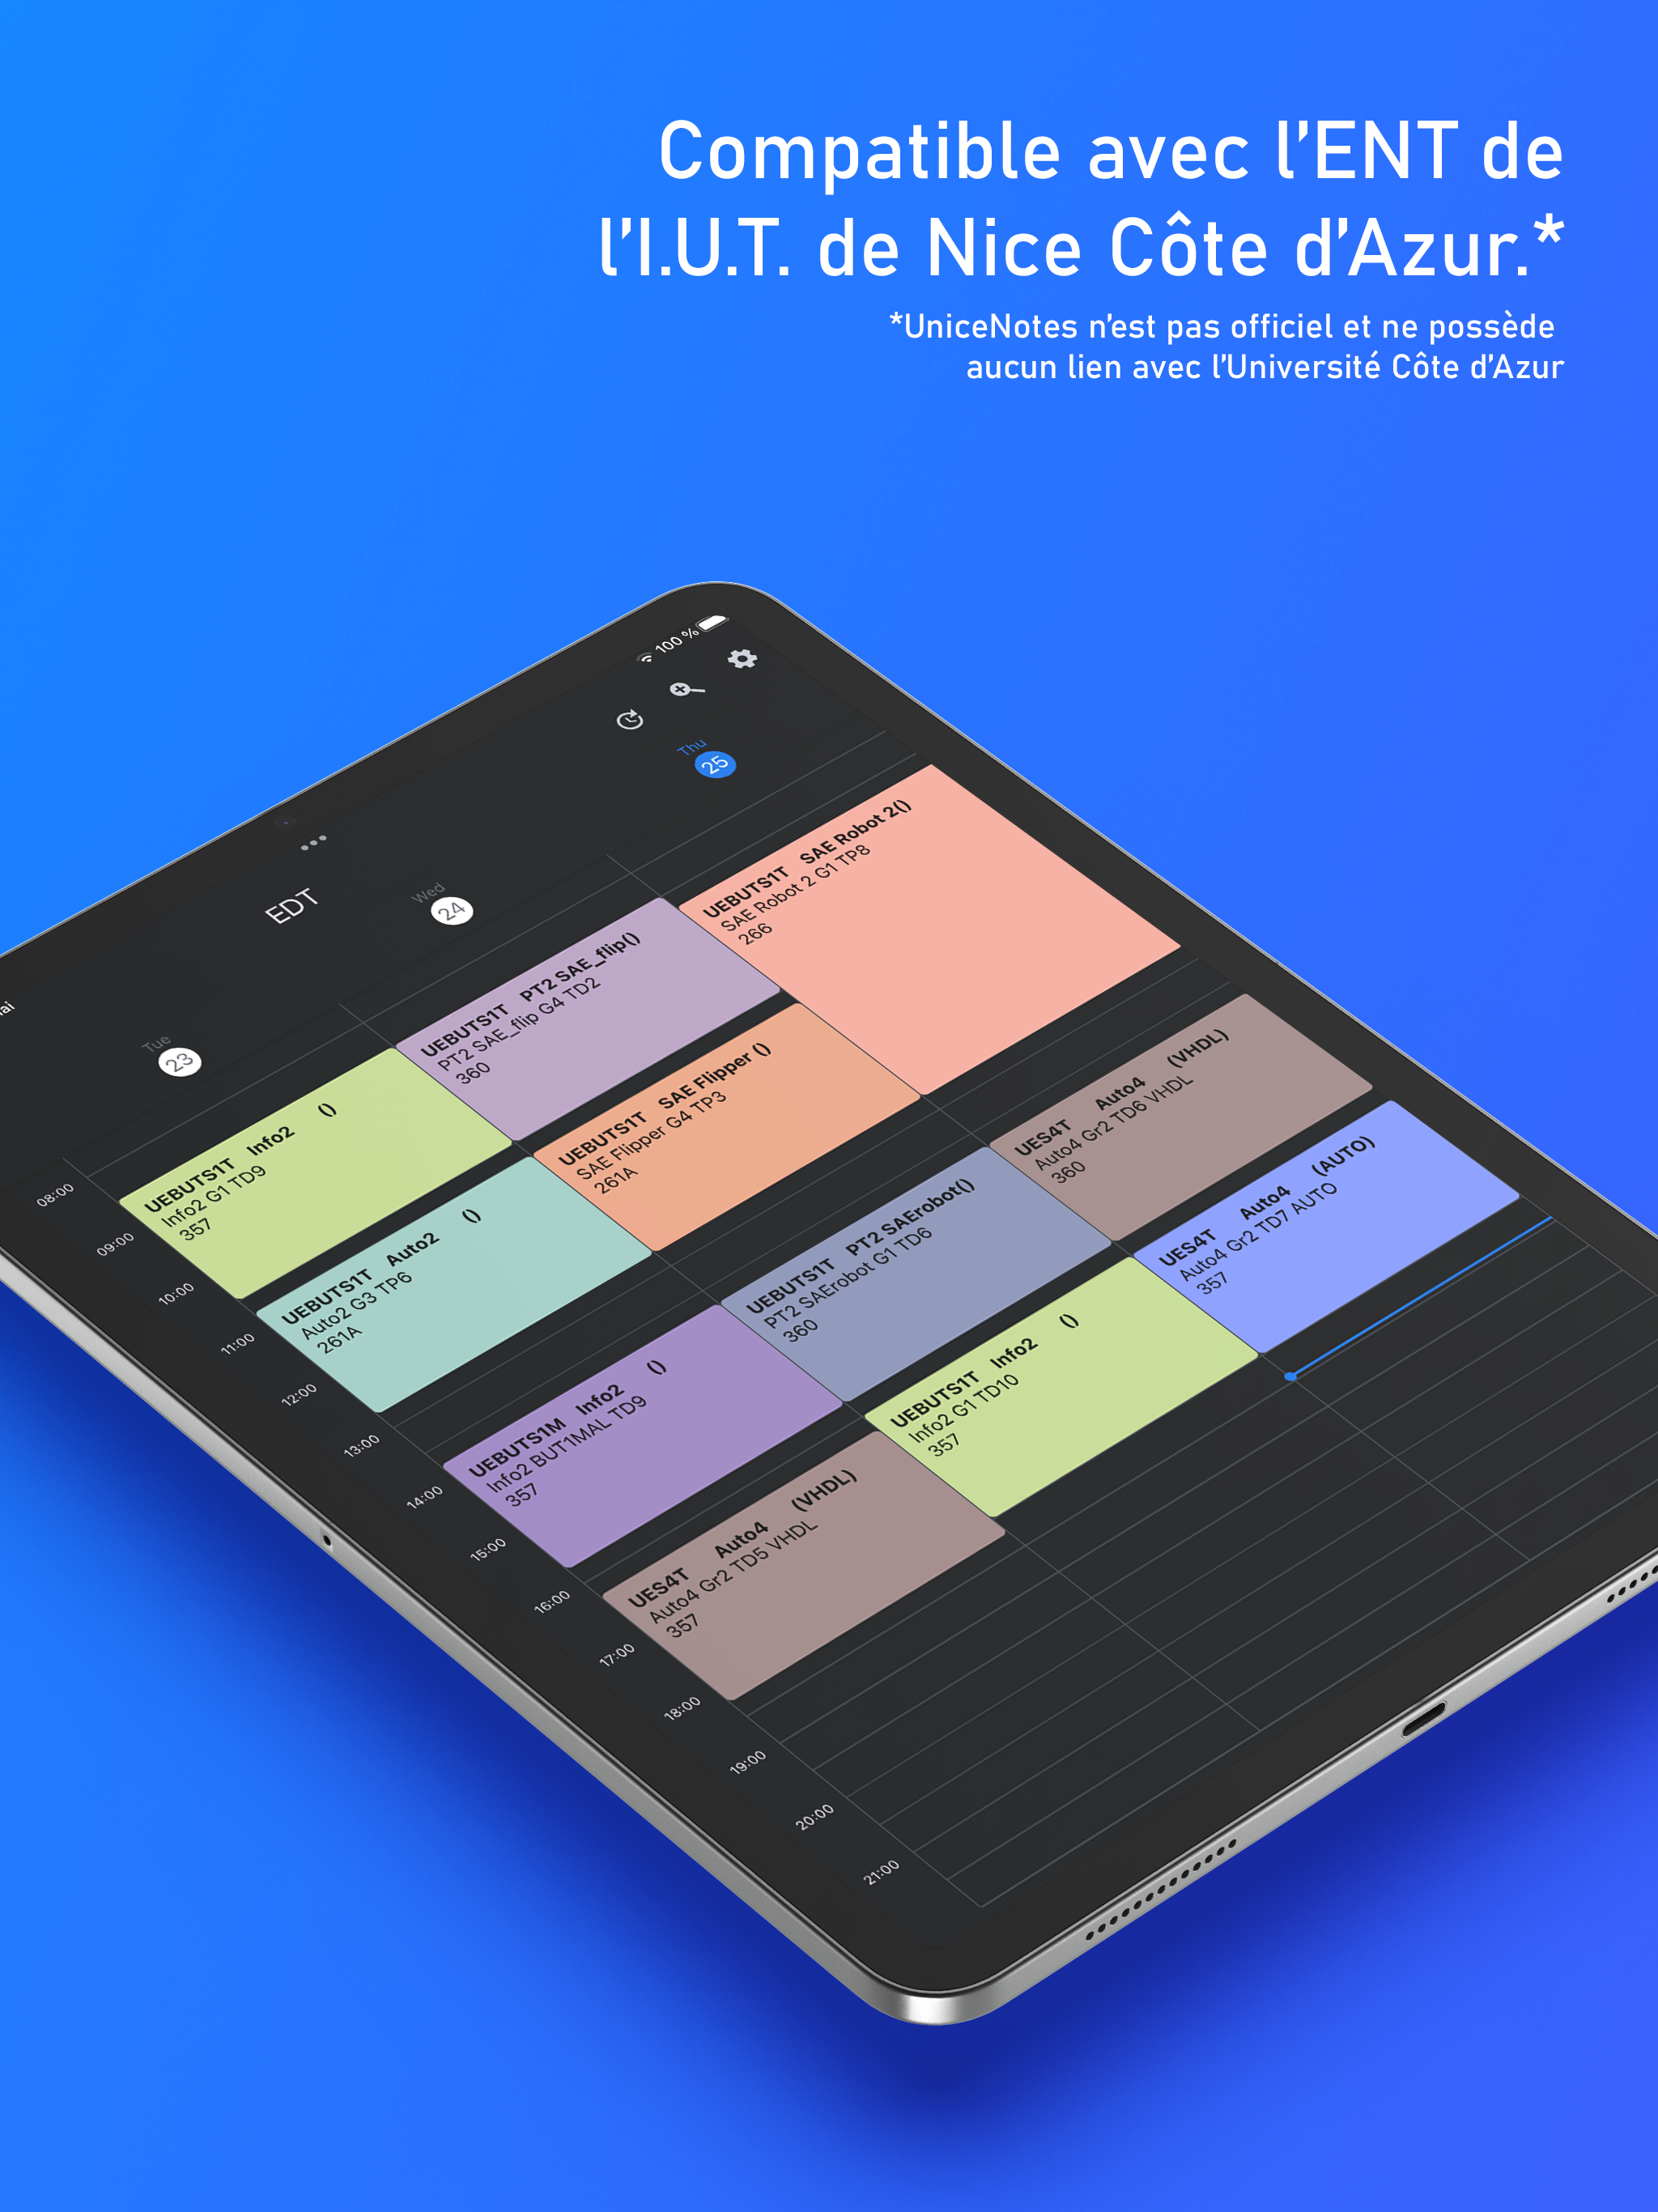 Compatible avec l'ENT de
l'I.U.T. de Nice Côte d'Azur.*
*UniceNotes n'est pas officiel et ne possède
aucun lien avec l'Université Côte d'Azur
100 %
EDT
Tue
23
Wed
24
Thu
25
08:00
09:00
10:00
11:00
12:00
13:00
14:00
15:00
16:00
17:00
18:00
19:00
20:00
21:00
UEBUTS1T Info2 ()
Info2 G1 TD9
357
UEBUTS1T Auto2 ()
Auto2 G3 TP6
261A
UEBUTS1M Info2 ()
Info2 BUT1MAL TD9
357
UES4T Auto4 (VHDL)
Auto4 Gr2 TD5 VHDL
357
UEBUTS1T PT2 SAE_flip()
PT2 SAE_flip G4 TD2
360
UEBUTS1T SAE Flipper ()
SAE Flipper G4 TP3
261A
UEBUTS1T PT2 SAErobot()
PT2 SAErobot G1 TD6
360
UEBUTS1T Info2 ()
Info2 G1 TD10
357
UEBUTS1T SAE Robot 2()
SAE Robot 2 G1 TP8
266
UES4T Auto4 (VHDL)
Auto4 Gr2 TD6 VHDL
360
UES4T Auto4 (AUTO)
Auto4 Gr2 TD7 AUTO
357